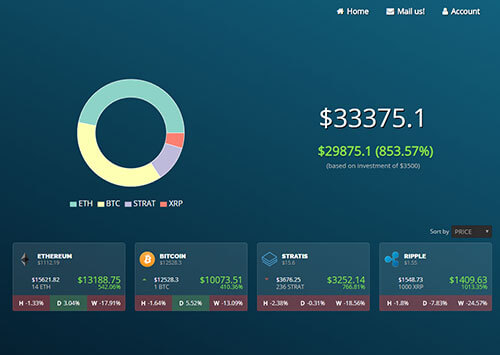 Home Mail us! Account
$33375.1
$29875.1 (853.57%)
(based on investment of $3500)
ETH BTC STRAT XRP
Sort by PRICE
ETHEREUM
$1112.19
$15621.82 $13188.75
14 ETH 542.06%
H -1.33% D 3.04% W -17.91%
BITCOIN
$12528.3
$12528.3 $10073.51
1 BTC 410.36%
H -1.64% D 5.52% W -13.09%
STRATIS
$15.6
$3676.25 $3252.14
236 STRAT 766.81%
H -2.38% D -0.31% W -18.56%
RIPPLE
$1548.73 $1409.63
1000 XRP 1013.35%
H -1.8% D -7.83% W -24.57%